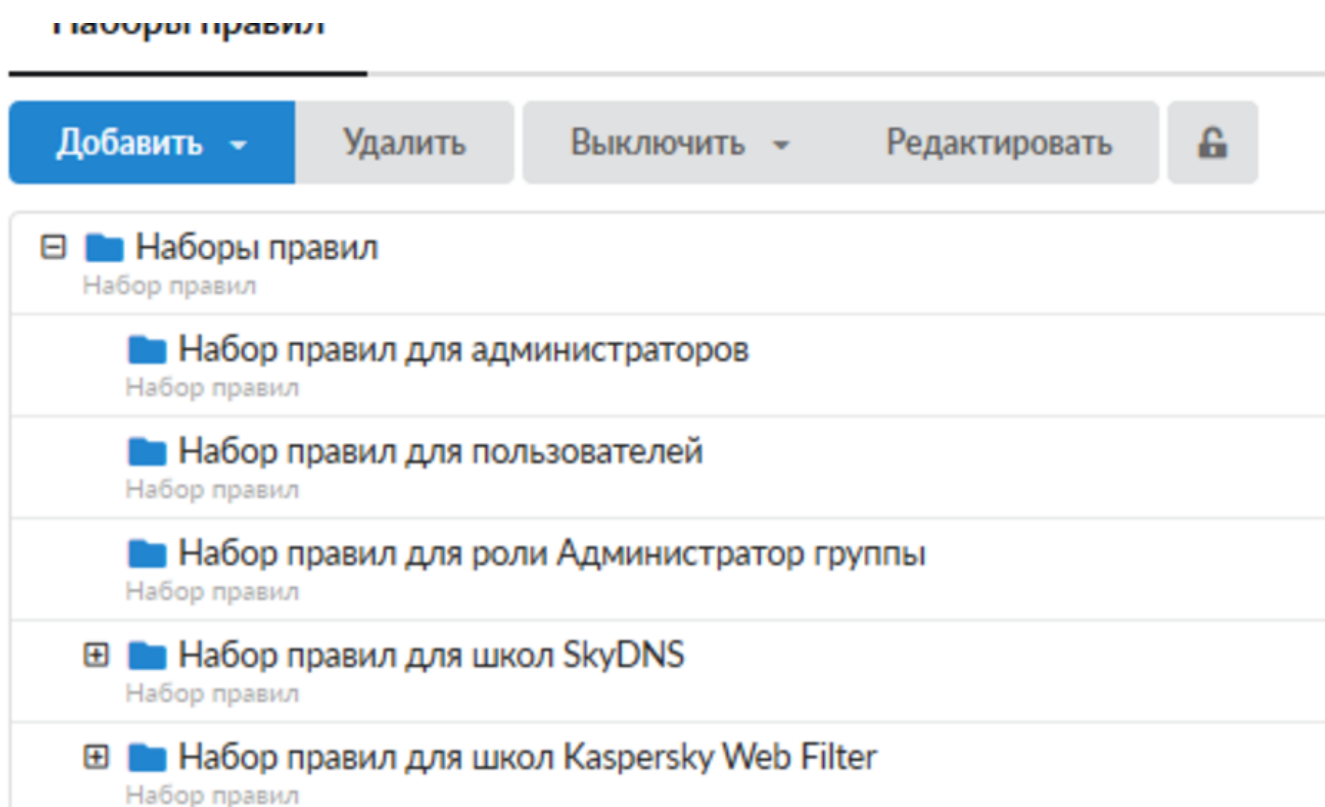 Наборы правил
Добавить Удалить Выключить Редактировать
Наборы правил
Набор правил
Набор правил для администраторов
Набор правил
Набор правил для пользователей
Набор правил
Набор правил для роли Администратор группы
Набор правил
Набор правил для школ SkyDNS
Набор правил
Набор правил для школ Kaspersky Web Filter
Набор правил